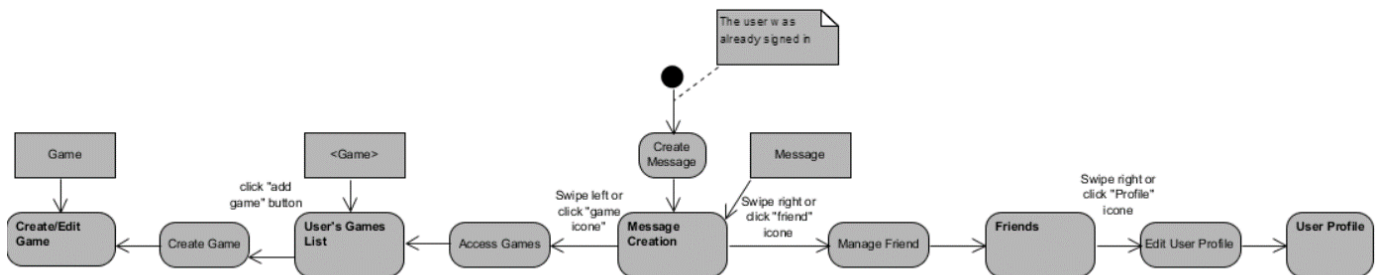 The user was
already signed in
Game
<Game>
Create
Message
Message
click "add
game" button
Swipe left or
click "game
icone"
Swipe right or
click "friend"
icone
Swipe right or
click "Profile"
icone
Create/Edit
Game
Create Game
User's Games
List
Access Games
Message
Creation
Manage Friend
Friends
Edit User Profile
User Profile